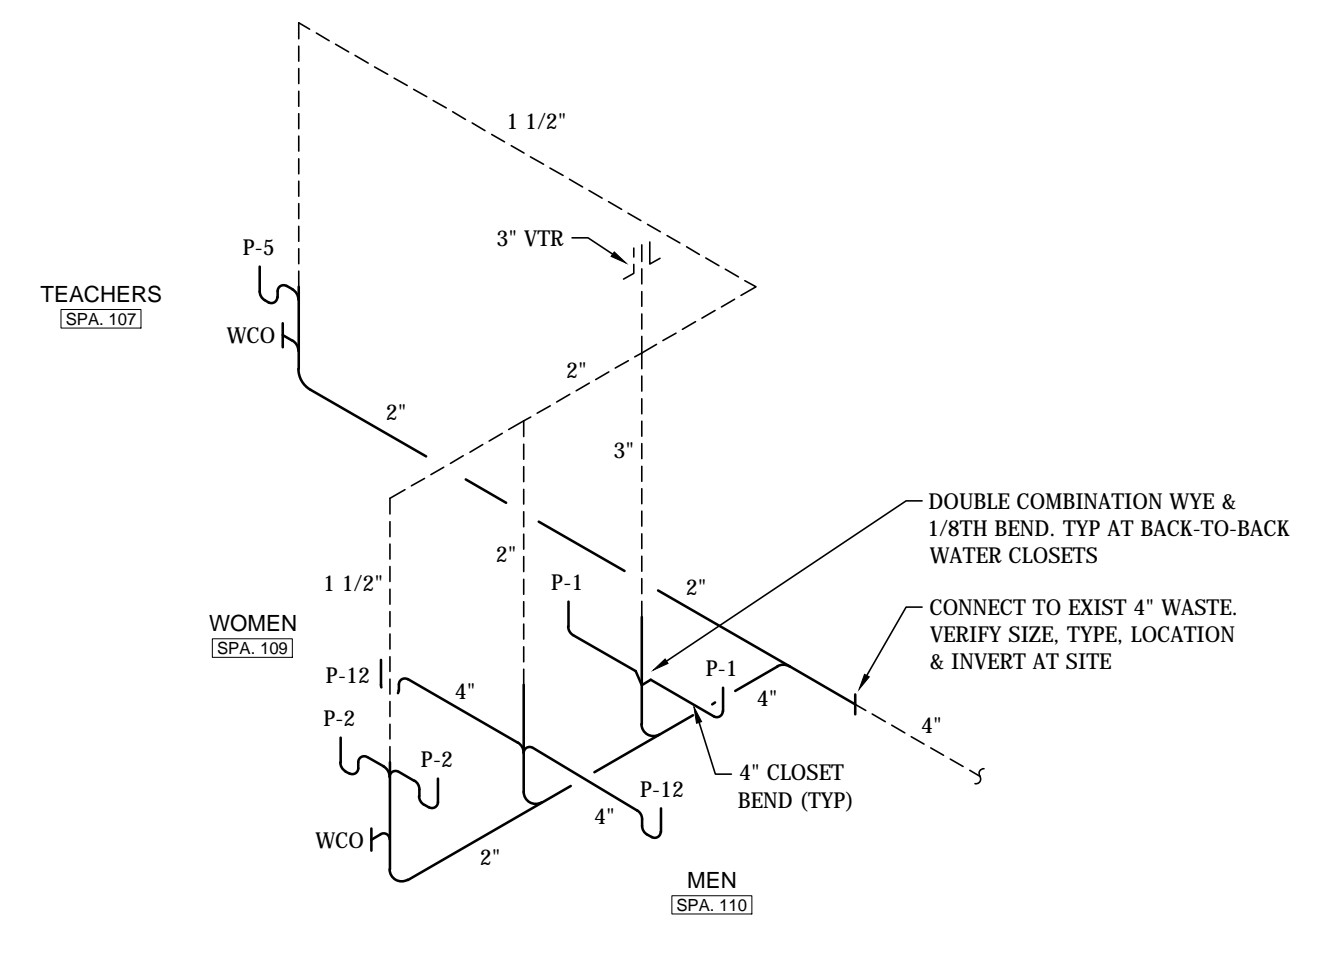 1 1/2"
3" VTR
P-5
TEACHERS
SPA. 107
WCO
2"
2"
3"
DOUBLE COMBINATION WYE &
1/8TH BEND. TYP AT BACK-TO-BACK
WATER CLOSETS
2"
1 1/2"
P-1
2"
CONNECT TO EXIST 4" WASTE.
VERIFY SIZE, TYPE, LOCATION
& INVERT AT SITE
WOMEN
SPA. 109
P-12
4"
P-1
4"
4"
P-2
P-2
4" CLOSET
BEND (TYP)
P-12
4"
WCO
2"
MEN
SPA. 110